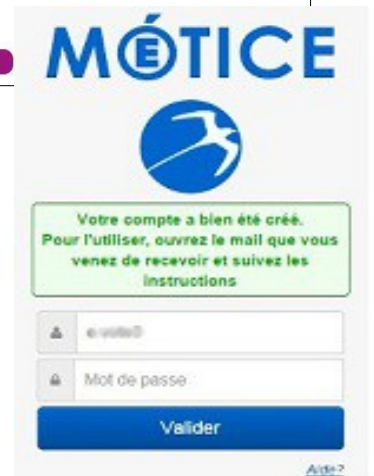 MÉTICE
Votre compte a bien été créé.
Pour l'utiliser, ouvrez le mail que vous
venez de recevoir et suivez les
instructions
Mot de passe
Valider
Aide?